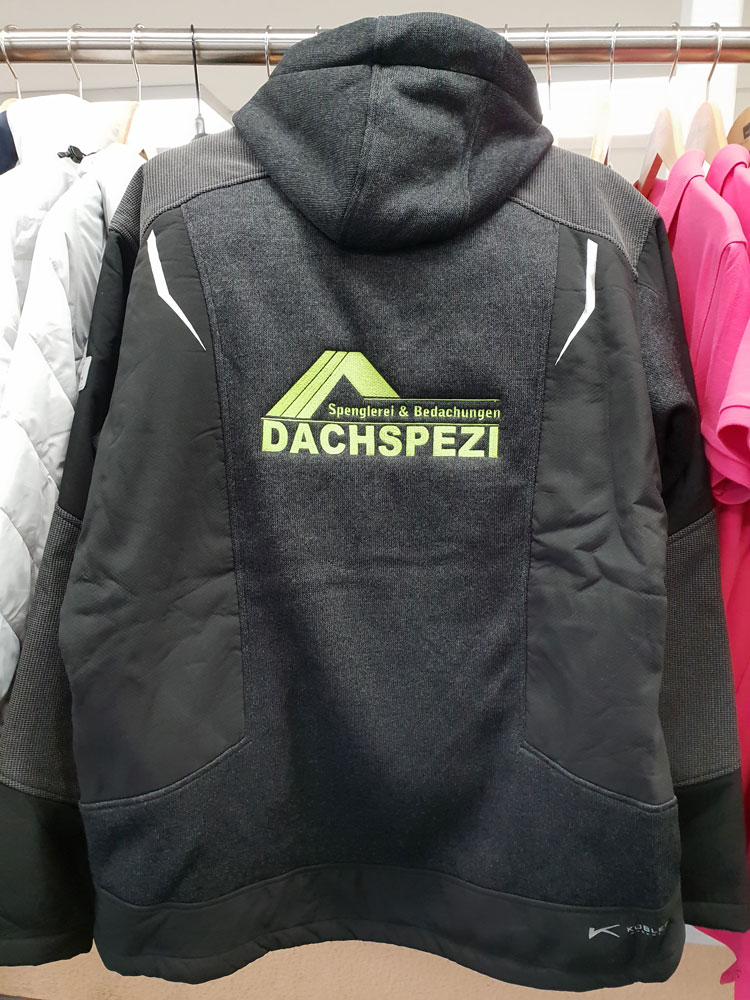 Spenglerei & Bedachungen
DACHSPEZI